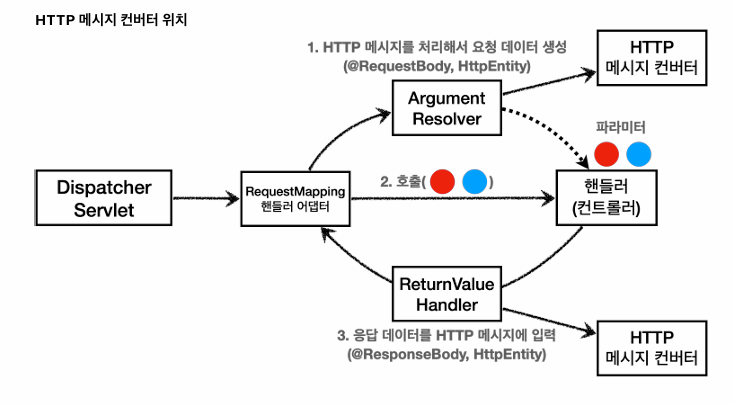 HTTP 메시지 컨버터 위치
1. HTTP 메시지를 처리해서 요청 데이터 생성
(@RequestBody, HttpEntity)
HTTP
메시지 컨버터
Argument
Resolver
파라미터
Dispatcher
Servlet
RequestMapping
핸들러 어댑터
2. 호출( )
핸들러
(컨트롤러)
ReturnValue
Handler
3. 응답 데이터를 HTTP 메시지에 입력
(@ResponseBody, HttpEntity)
HTTP
메시지 컨버터